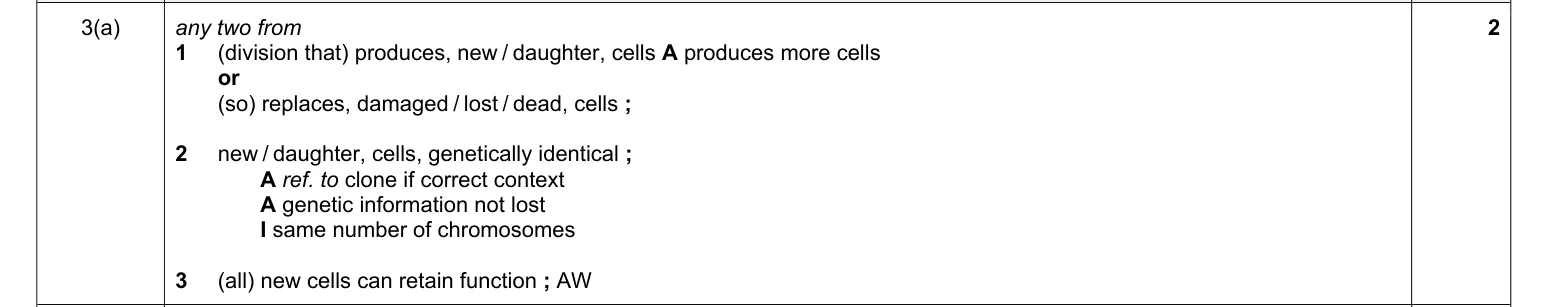 3(a) any two from 2
1 (division that) produces, new / daughter, cells A produces more cells
or
(so) replaces, damaged / lost / dead, cells ;
2 new / daughter, cells, genetically identical ;
A ref. to clone if correct context
A genetic information not lost
I same number of chromosomes
3 (all) new cells can retain function ; AW